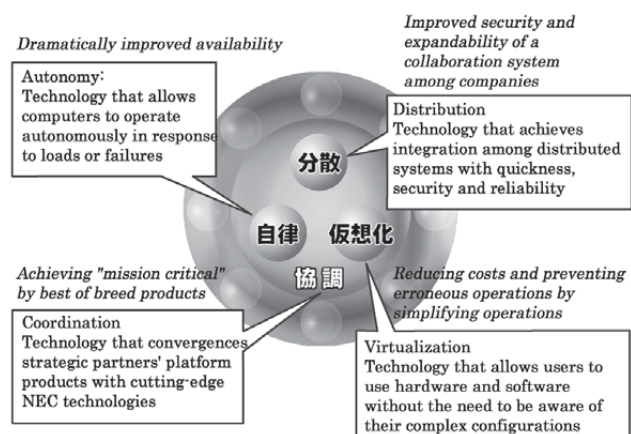 Dramatically improved availability
Autonomy:
Technology that allows
computers to operate
autonomously in response
to loads or failures
Improved security and
expandability of a
collaboration system
among companies
Distribution
Technology that achieves
integration among distributed
systems with quickness,
security and reliability
分散
自律
仮想化
協調
Achieving "mission critical"
by best of breed products
Coordination
Technology that convergences
strategic partners' platform
products with cutting-edge
NEC technologies
Reducing costs and preventing
erroneous operations by
simplifying operations
Virtualization
Technology that allows users to
use hardware and software
without the need to be aware of
their complex configurations